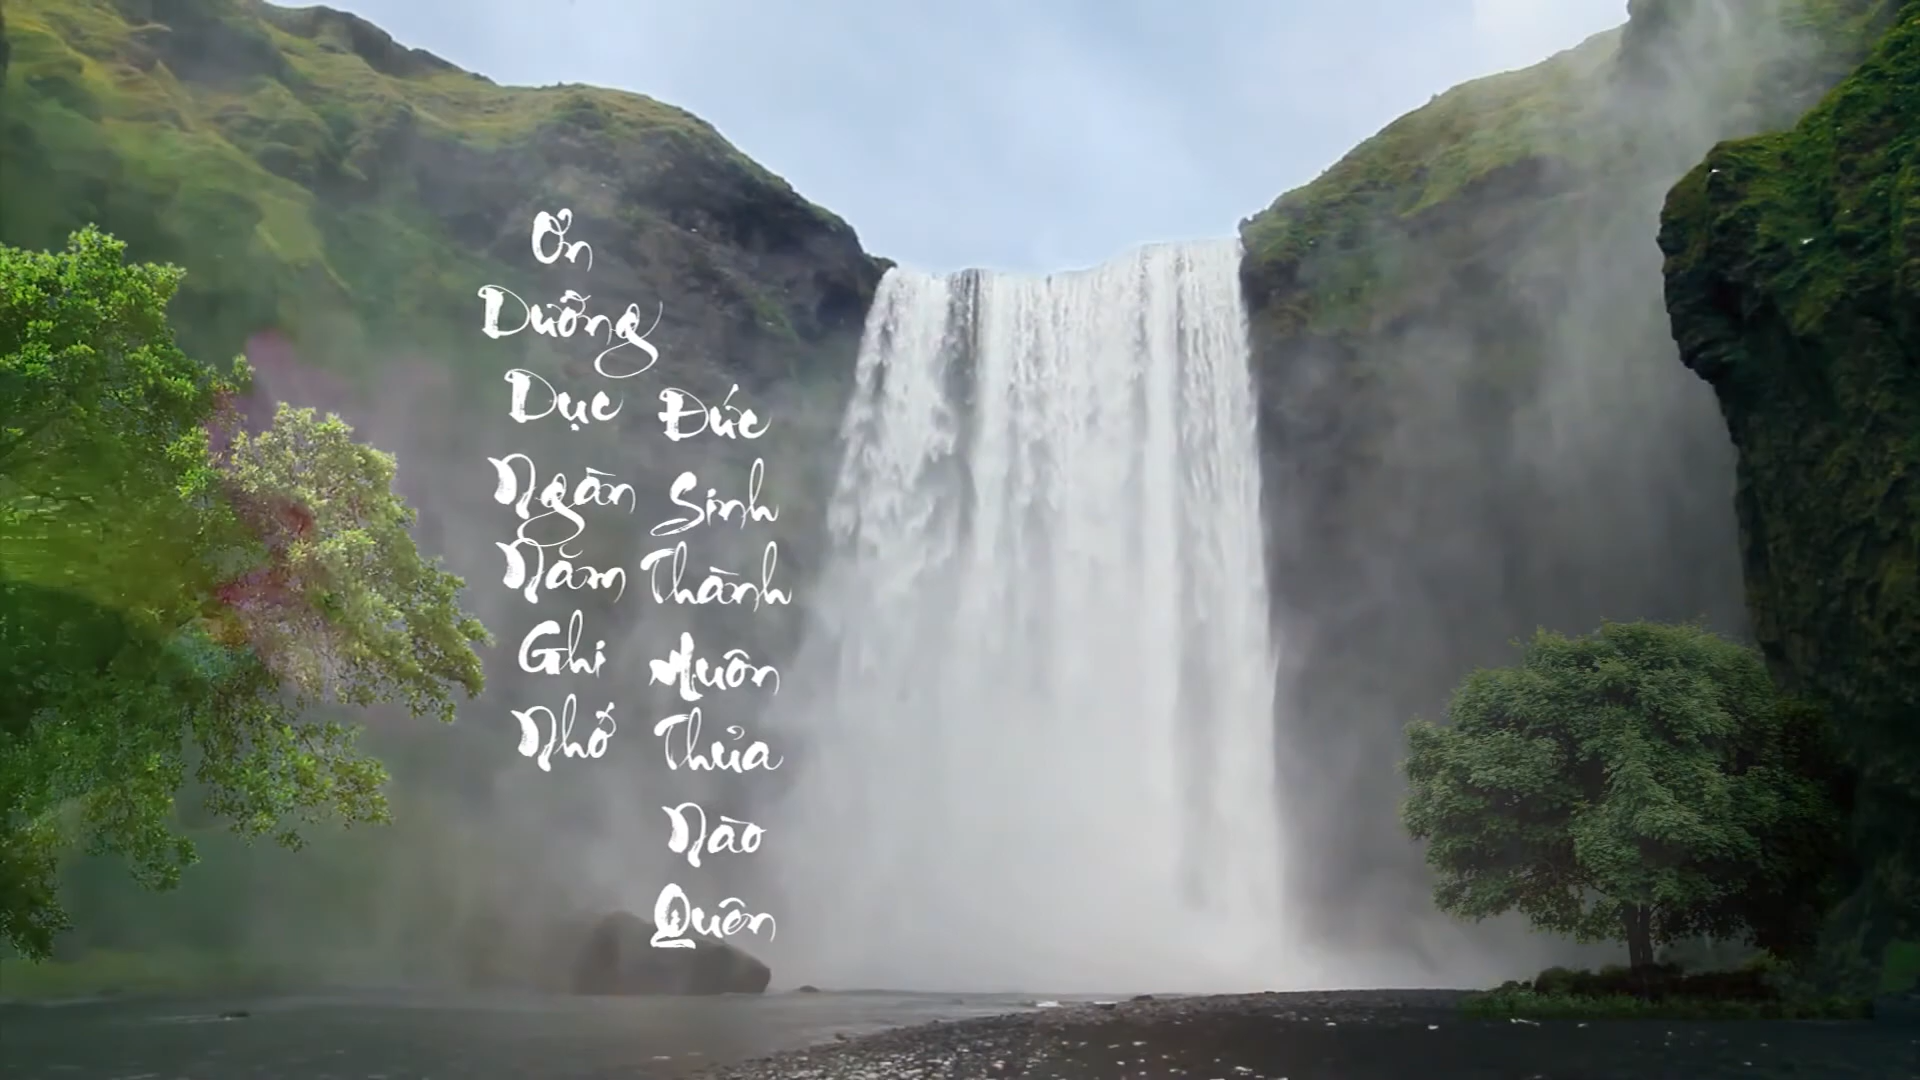 Ơn
Dưỡng
Dục
Ngàn
Năm
Ghi
Nhớ
Đức
Sinh
Thành
Muôn
Thủa
Nào
Quên